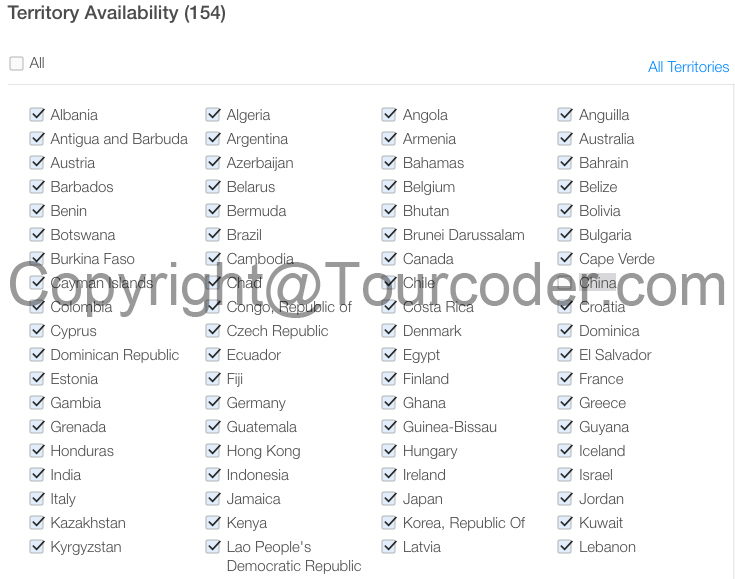 Territory Availability (154)
All
All Territories
Albania Algeria Angola Anguilla
Antigua and Barbuda Argentina Armenia Australia
Austria Azerbaijan Bahamas Bahrain
Barbados Belarus Belgium Belize
Benin Bermuda Bhutan Bolivia
Botswana Brazil Brunei Darussalam Bulgaria
Burkina Faso Cambodia Canada Cape Verde
Cayman Islands Chad Chile China
Copyright@Tourcoder.com
Colombia Congo, Republic of Costa Rica Croatia
Cyprus Czech Republic Denmark Dominica
Dominican Republic Ecuador Egypt El Salvador
Estonia Fiji Finland France
Gambia Germany Ghana Greece
Grenada Guatemala Guinea-Bissau Guyana
Honduras Hong Kong Hungary Iceland
India Indonesia Ireland Israel
Italy Jamaica Japan Jordan
Kazakhstan Kenya Korea, Republic Of Kuwait
Kyrgyzstan Lao People's Latvia Lebanon
Democratic Republic